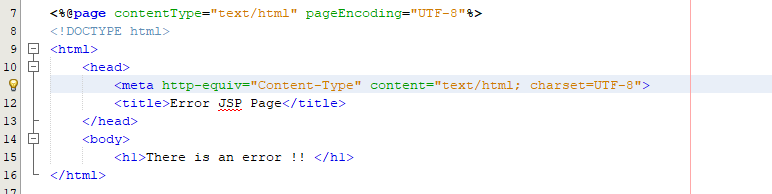 7 <%@page contentType="text/html" pageEncoding="UTF-8"%>
8 <!DOCTYPE html>
9 <html>
10 <head>
<meta http-equiv="Content-Type" content="text/html; charset=UTF-8">
12 <title>Error JSP Page</title>
13 </head>
14 <body>
15 <h1>There is an error !! </h1>
16 </html>
17